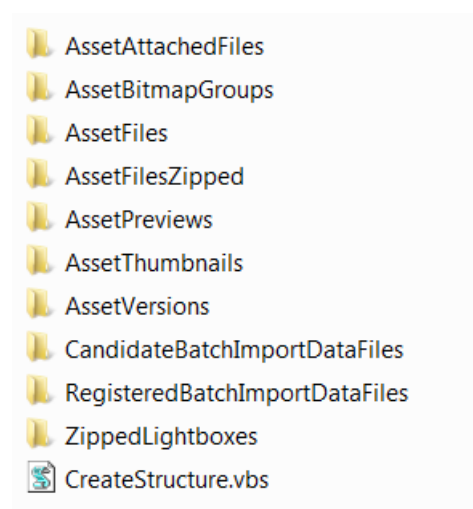 AssetAttachedFiles
AssetBitmapGroups
AssetFiles
AssetFilesZipped
AssetPreviews
AssetThumbnails
AssetVersions
CandidateBatchImportDataFiles
RegisteredBatchImportDataFiles
ZippedLightboxes
CreateStructure.vbs